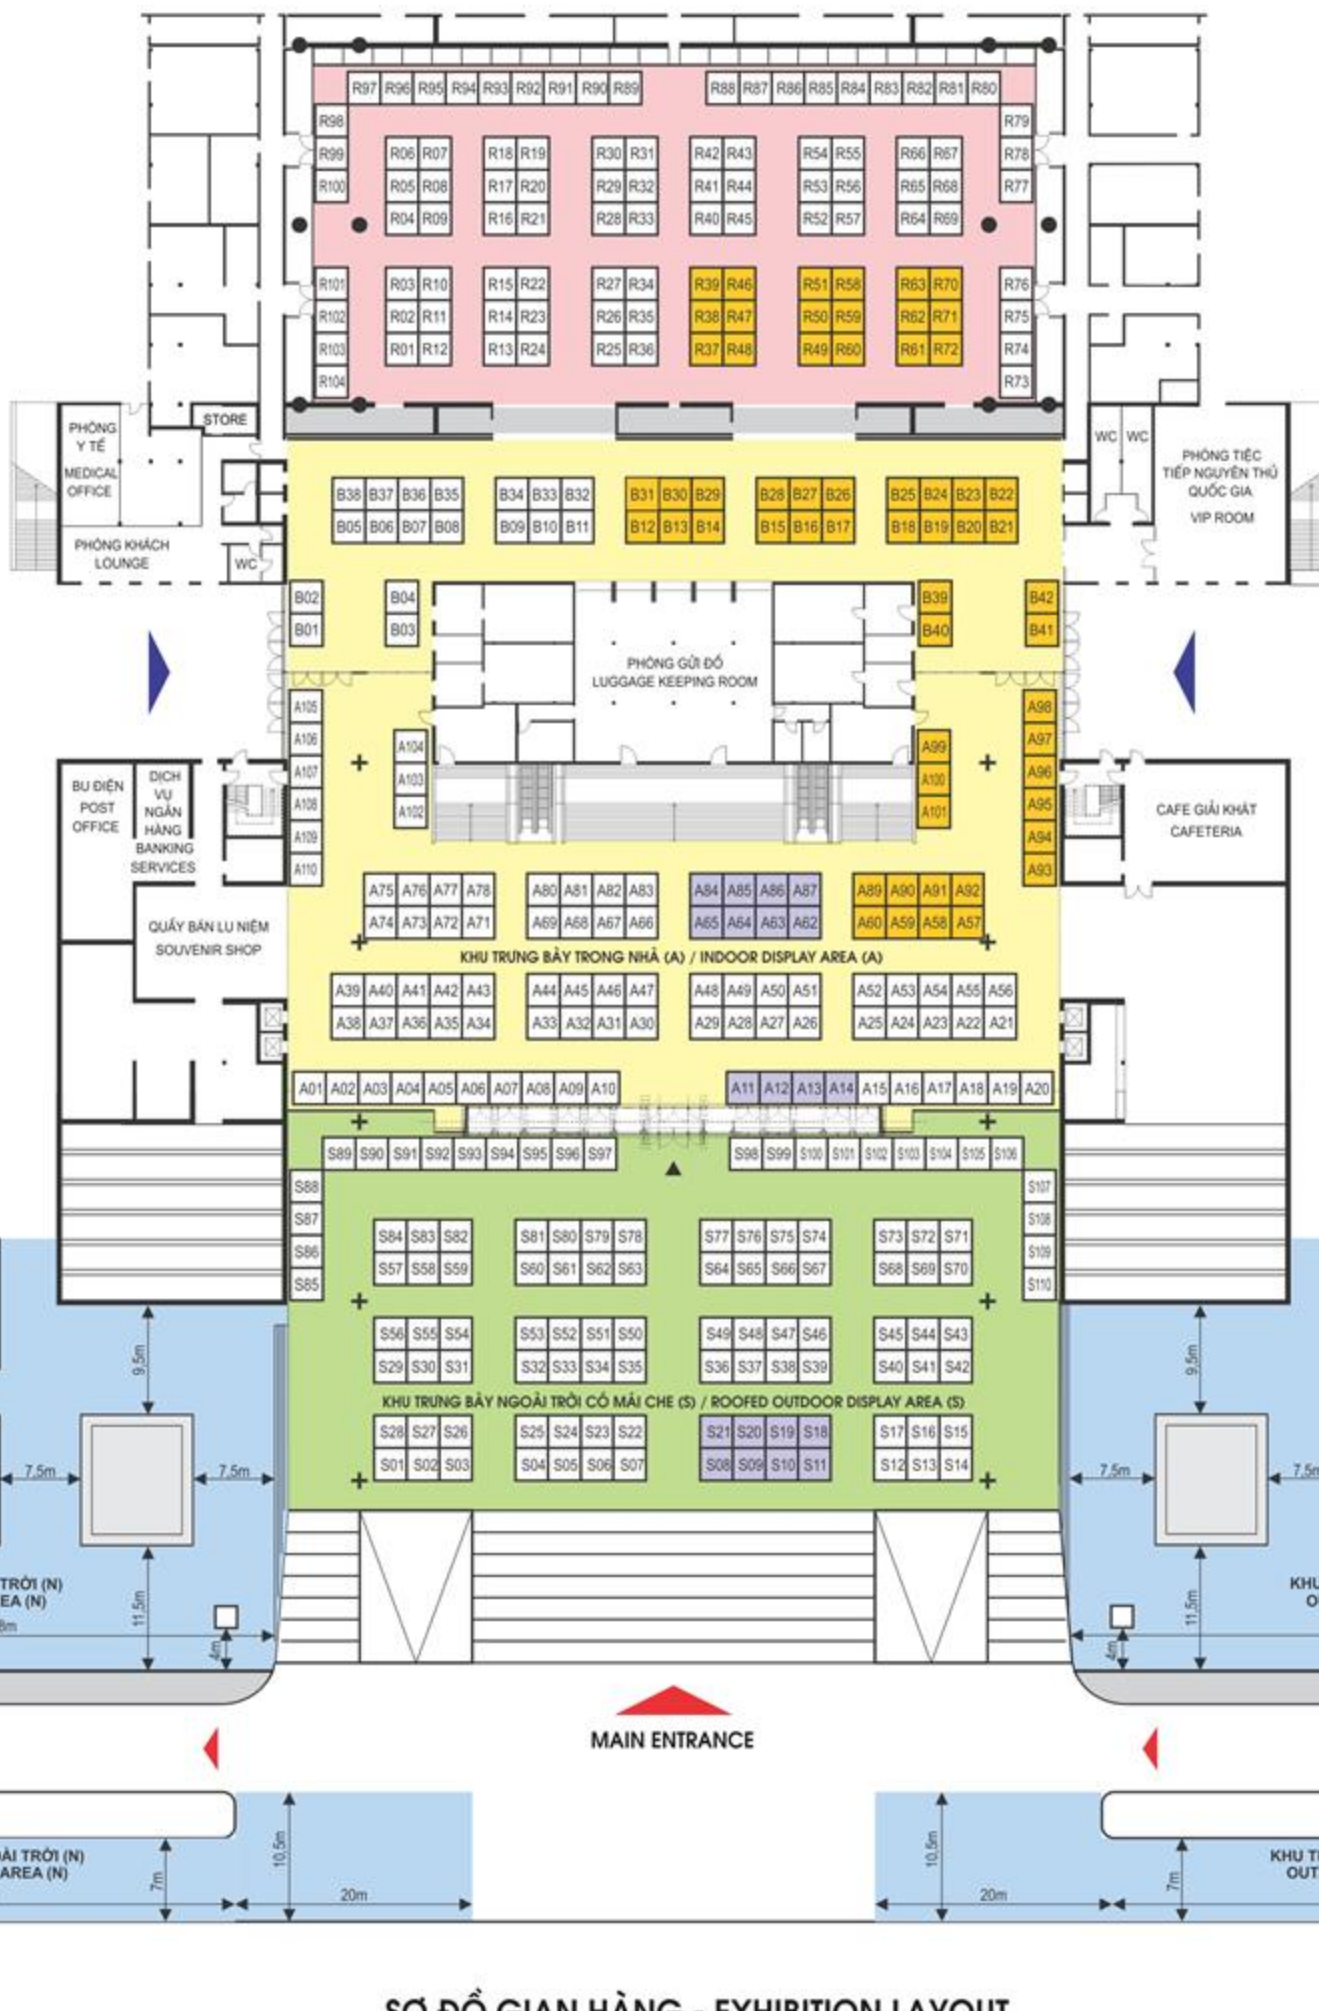 R97 R96 R95 R94 R93 R92 R91 R90 R89 R88 R87 R86 R85 R84 R83 R82 R81 R80
R98 R79
R99 R06 R07 R18 R19 R30 R31 R42 R43 R54 R55 R66 R67 R78
R100 R05 R08 R17 R20 R29 R32 R41 R44 R53 R56 R65 R68 R77
R04 R09 R16 R21 R28 R33 R40 R45 R52 R57 R64 R69
R101 R03 R10 R15 R22 R27 R34 R39 R46 R51 R58 R63 R70 R76
R102 R02 R11 R14 R23 R26 R35 R38 R47 R50 R59 R62 R71 R75
R103 R01 R12 R13 R24 R25 R36 R37 R48 R49 R60 R61 R72 R74
R104 R73
STORE
PHÒNG
Y TẾ
MEDICAL
OFFICE
PHÒNG KHÁCH
LOUNGE
WC
WC WC
PHÒNG TIỆC
TIẾP NGUYÊN THỦ
QUỐC GIA
VIP ROOM
B38 B37 B36 B35 B34 B33 B32 B31 B30 B29 B28 B27 B26 B25 B24 B23 B22
B05 B06 B07 B08 B09 B10 B11 B12 B13 B14 B15 B16 B17 B18 B19 B20 B21
B02 B04 B39 B42
B01 B03 B40 B41
PHÒNG GỬI ĐỒ
LUGGAGE KEEPING ROOM
A105 A98
A106 A104 A99 A97
A107 A103 A100 A96
A108 A102 A101 A95
A109 A94
A110 A93
BƯU ĐIỆN
POST
OFFICE
DỊCH
VỤ
NGÂN
HÀNG
BANKING
SERVICES
CAFE GIẢI KHÁT
CAFETERIA
QUẦY BÁN LƯU NIỆM
SOUVENIR SHOP
A75 A76 A77 A78 A80 A81 A82 A83 A84 A85 A86 A87 A89 A90 A91 A92
A74 A73 A72 A71 A69 A68 A67 A66 A65 A64 A63 A62 A60 A59 A58 A57
KHU TRƯNG BÀY TRONG NHÀ (A) / INDOOR DISPLAY AREA (A)
A39 A40 A41 A42 A43 A44 A45 A46 A47 A48 A49 A50 A51 A52 A53 A54 A55 A56
A38 A37 A36 A35 A34 A33 A32 A31 A30 A29 A28 A27 A26 A25 A24 A23 A22 A21
A01 A02 A03 A04 A05 A06 A07 A08 A09 A10 A11 A12 A13 A14 A15 A16 A17 A18 A19 A20
S89 S90 S91 S92 S93 S94 S95 S96 S97 S98 S99 S100 S101 S102 S103 S104 S105 S106
S88 S107
S87 S108
S86 S109
S85 S110
S84 S83 S82 S81 S80 S79 S78 S77 S76 S75 S74 S73 S72 S71
S57 S58 S59 S60 S61 S62 S63 S64 S65 S66 S67 S68 S69 S70
S56 S55 S54 S53 S52 S51 S50 S49 S48 S47 S46 S45 S44 S43
S29 S30 S31 S32 S33 S34 S35 S36 S37 S38 S39 S40 S41 S42
KHU TRƯNG BÀY NGOÀI TRỜI CÓ MÁI CHE (S) / ROOFED OUTDOOR DISPLAY AREA (S)
S28 S27 S26 S25 S24 S23 S22 S21 S20 S19 S18 S17 S16 S15
S01 S02 S03 S04 S05 S06 S07 S08 S09 S10 S11 S12 S13 S14
9,5m 9,5m
7,5m 7,5m 7,5m 7,5m
TRỜI (N)
EA (N)
8m
11,5m
4m
KHU
O
11,5m
4m
MAIN ENTRANCE
ÀI TRỜI (N)
AREA (N)
7m
10,5m
20m
10,5m
20m
7m
KHU T
OUT
SƠ ĐỒ GIAN HÀNG - EXHIBITION LAYOUT